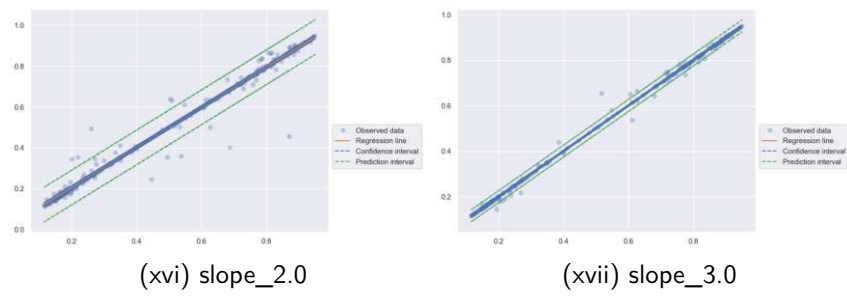 1.0
0.8
0.6
0.4
0.2
0.0
0.2 0.4 0.6 0.8
Observed data
Regression line
Confidence interval
Prediction interval
(xvi) slope_2.0
1.0
0.8
0.6
0.4
0.2
0.2 0.4 0.6 0.8
Observed data
Regression line
Confidence interval
Prediction interval
(xvii) slope_3.0